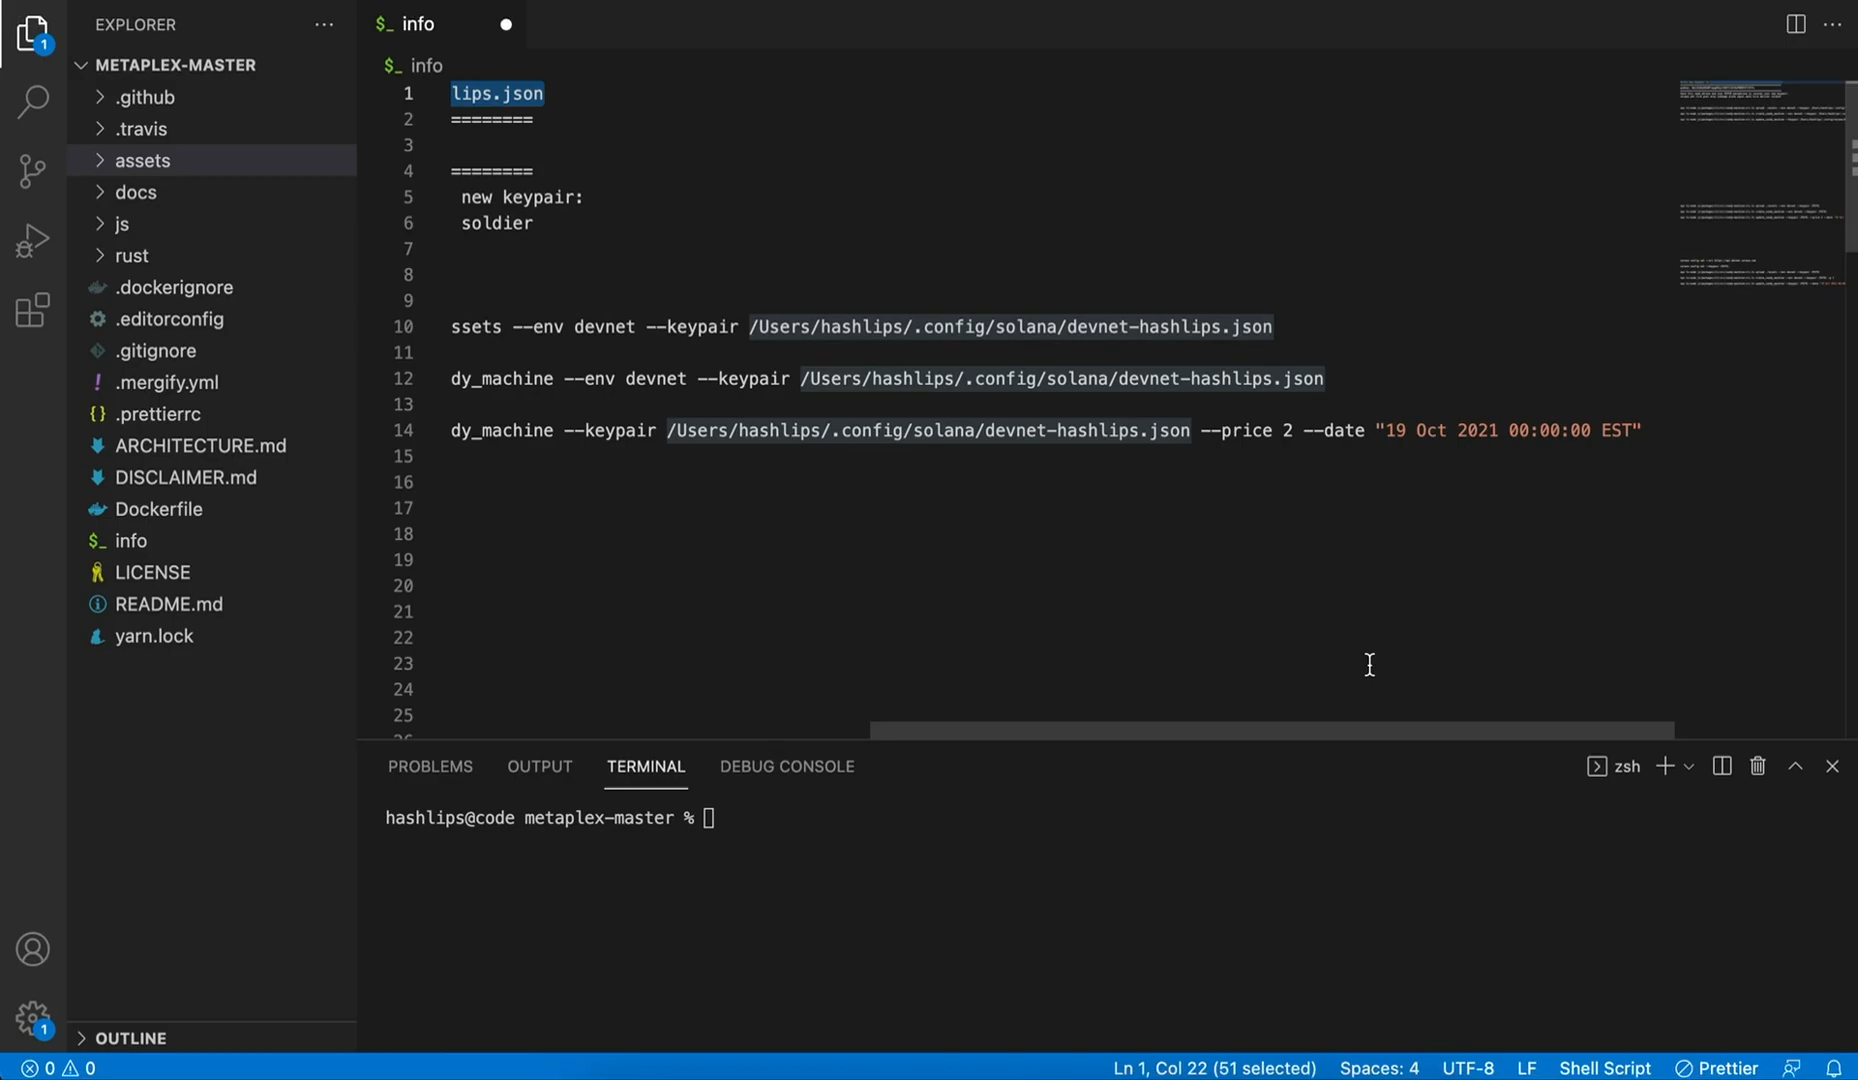 EXPLORER
METAPLEX-MASTER
.github
.travis
assets
docs
js
rust
.dockerignore
.editorconfig
.gitignore
.mergify.yml
.prettierrc
ARCHITECTURE.md
DISCLAIMER.md
Dockerfile
info
LICENSE
README.md
yarn.lock
OUTLINE
1
1
$_ info
$_ info
1 lips.json
2 ========
3
4 ========
5 new keypair:
6 soldier
7
8
9
10 ssets --env devnet --keypair /Users/hashlips/.config/solana/devnet-hashlips.json
11
12 dy_machine --env devnet --keypair /Users/hashlips/.config/solana/devnet-hashlips.json
13
14 dy_machine --keypair /Users/hashlips/.config/solana/devnet-hashlips.json --price 2 --date "19 Oct 2021 00:00:00 EST"
15
16
17
18
19
20
21
22
23
24
25
PROBLEMS OUTPUT TERMINAL DEBUG CONSOLE zsh
hashlips@code metaplex-master %
0 0 Ln 1, Col 22 (51 selected) Spaces: 4 UTF-8 LF Shell Script Prettier